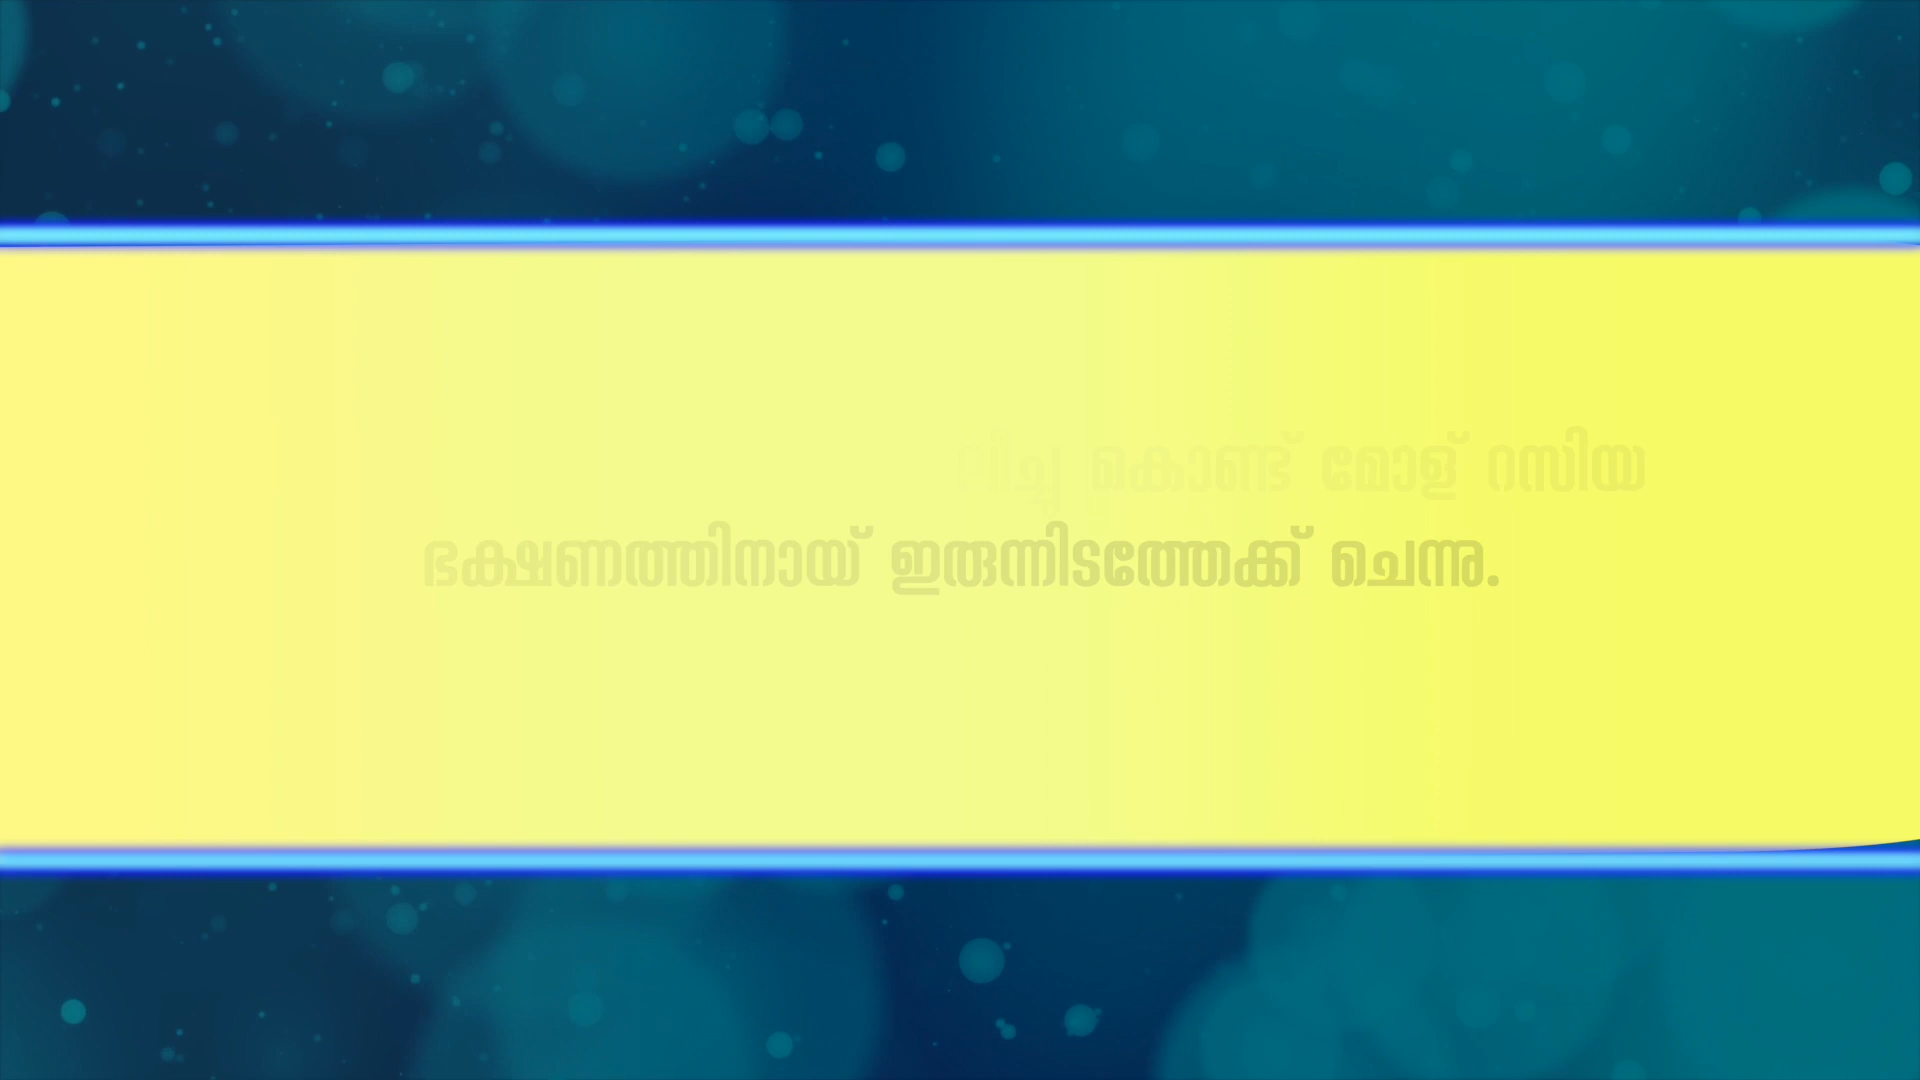 കൊണ്ട് മോള് റസിയ
ഭക്ഷണത്തിനായ് ഇരുന്നിടത്തേക്ക് ചെന്നു.